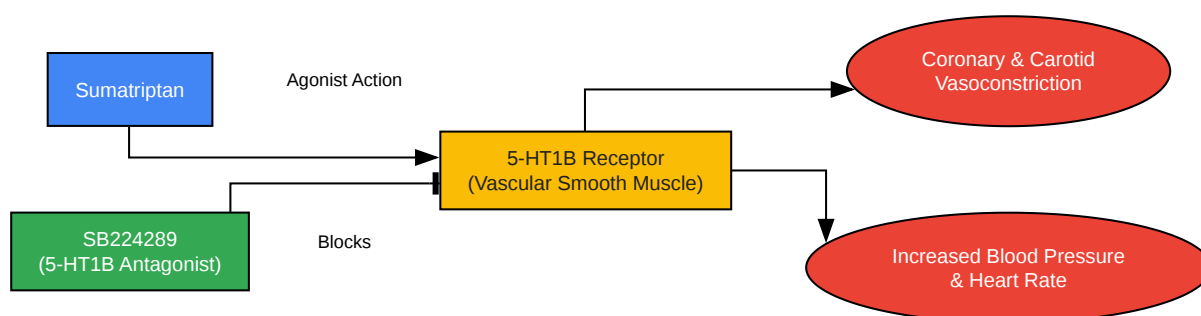 Sumatriptan
Agonist Action
Coronary & Carotid
Vasoconstriction
5-HT1B Receptor
(Vascular Smooth Muscle)
SB224289
(5-HT1B Antagonist)
Blocks
Increased Blood Pressure
& Heart Rate